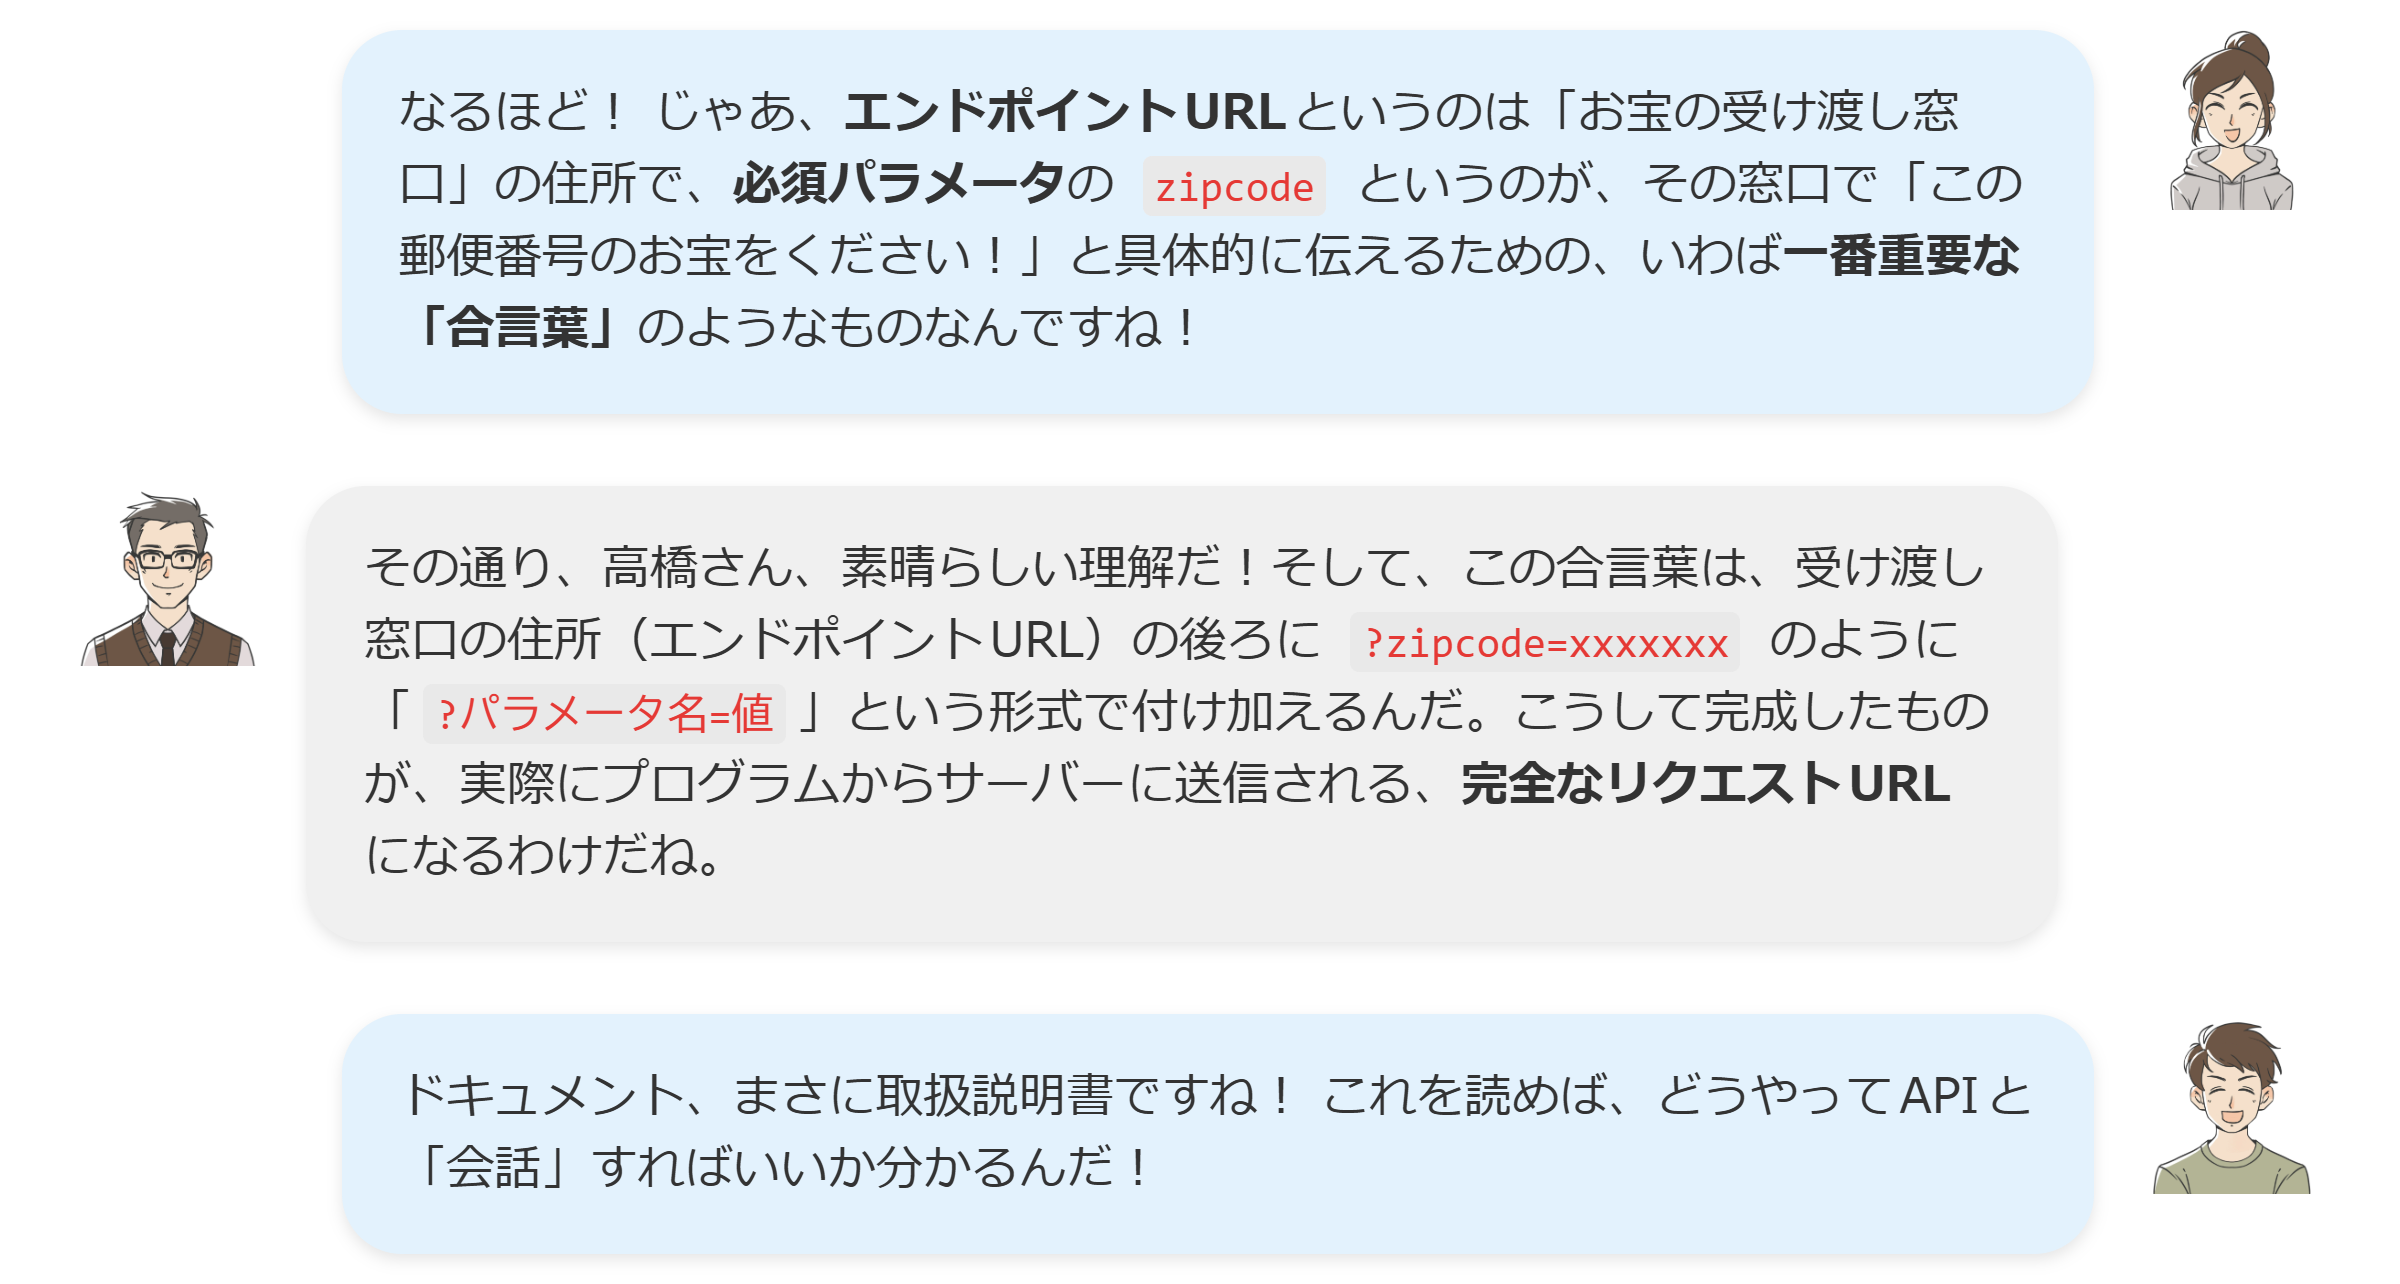 なるほど！ じゃあ、エンドポイントURLというのは「お宝の受け渡し窓
口」の住所で、必須パラメータの zipcode というのが、その窓口で「この
郵便番号のお宝をください！」と具体的に伝えるための、いわば一番重要な
「合言葉」のようなものなんですね！
その通り、高橋さん、素晴らしい理解だ！そして、この合言葉は、受け渡し
窓口の住所（エンドポイントURL）の後ろに ?zipcode=xxxxxxx のように
「?パラメータ名=値」という形式で付け加えるんだ。こうして完成したもの
が、実際にプログラムからサーバーに送信される、完全なリクエストURL
になるわけだね。
ドキュメント、まさに取扱説明書ですね！ これを読めば、どうやってAPIと
「会話」すればいいか分かるんだ！